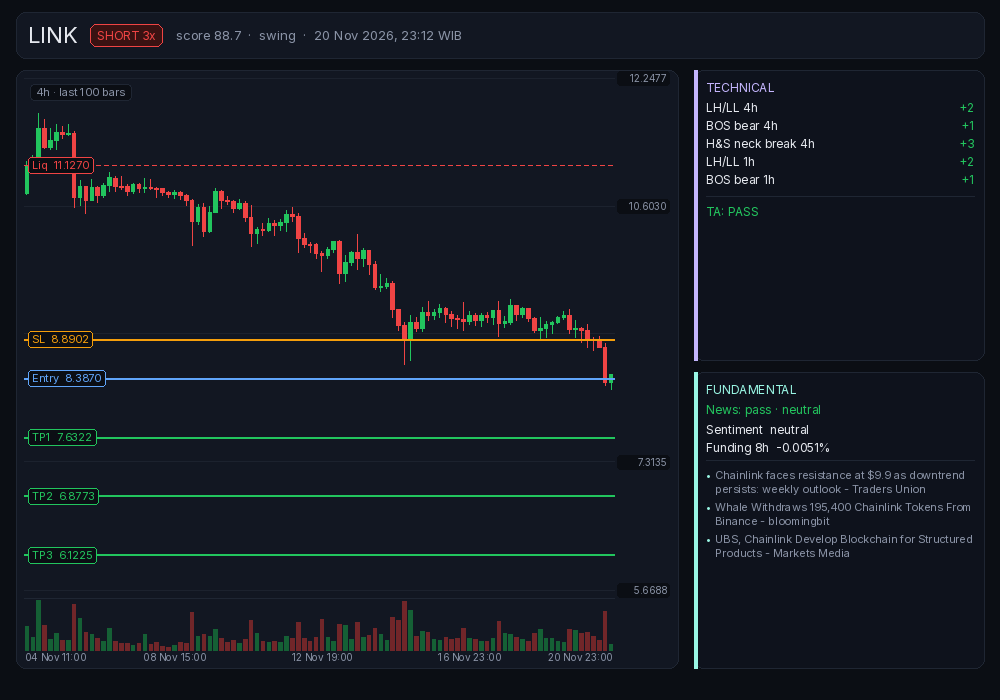 LINK SHORT 3x score 88.7 · swing · 20 Nov 2026, 23:12 WIB
4h · last 100 bars
12.2477
Liq 11.1270
10.6030
SL 8.8902
Entry 8.3870
TP1 7.6322
7.3135
TP2 6.8773
TP3 6.1225
5.6688
04 Nov 11:00 08 Nov 15:00 12 Nov 19:00 16 Nov 23:00 20 Nov 23:00
TECHNICAL
LH/LL 4h +2
BOS bear 4h +1
H&S neck break 4h +3
LH/LL 1h +2
BOS bear 1h +1
TA: PASS
FUNDAMENTAL
News: pass · neutral
Sentiment neutral
Funding 8h -0.0051%
• Chainlink faces resistance at $9.9 as downtrend
persists: weekly outlook - Traders Union
• Whale Withdraws 195,400 Chainlink Tokens From
Binance - bloomingbit
• UBS, Chainlink Develop Blockchain for Structured
Products - Markets Media